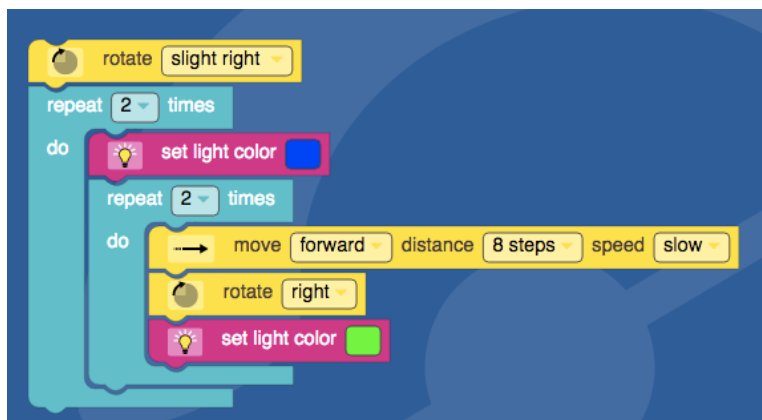 rotate slight right
repeat 2 times
do
set light color
repeat 2 times
do
move forward distance 8 steps speed slow
rotate right
set light color